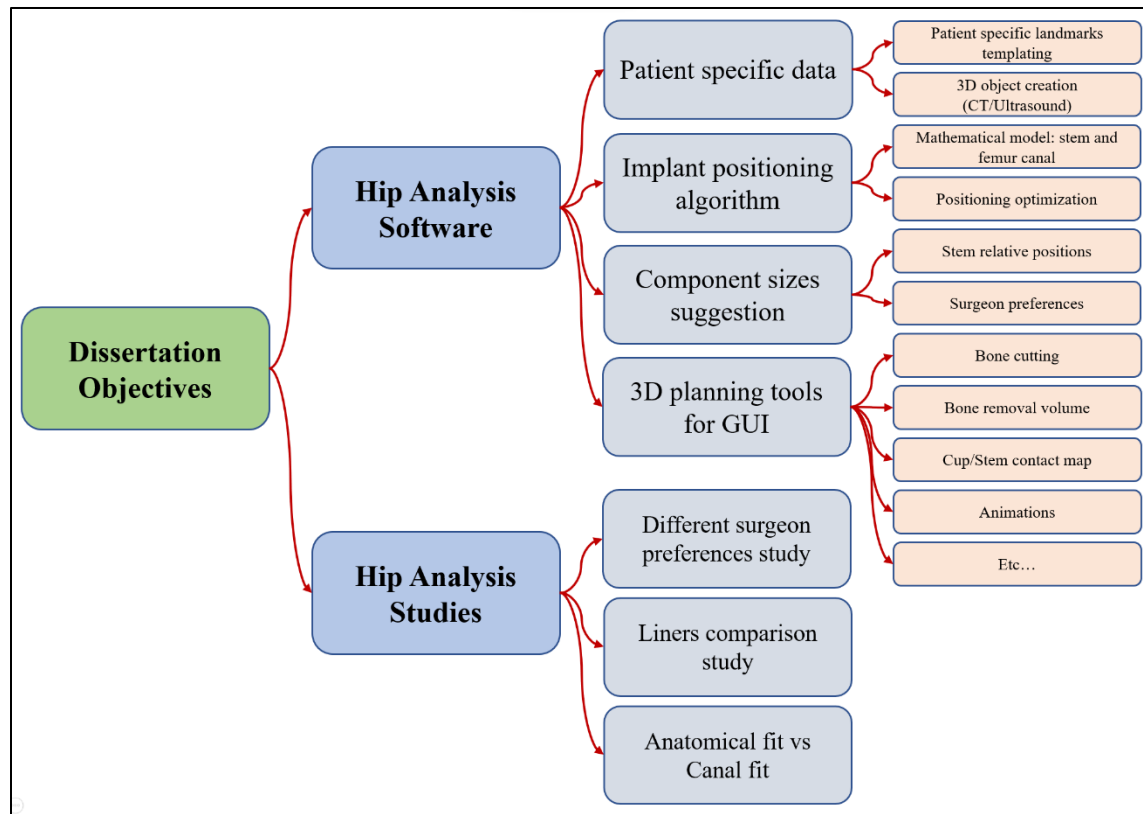 Dissertation
Objectives
Hip Analysis
Software
Patient specific data
Patient specific landmarks
templating
3D object creation
(CT/Ultrasound)
Implant positioning
algorithm
Mathematical model: stem and
femur canal
Positioning optimization
Component sizes
suggestion
Stem relative positions
Surgeon preferences
3D planning tools
for GUI
Bone cutting
Bone removal volume
Cup/Stem contact map
Animations
Etc…
Hip Analysis
Studies
Different surgeon
preferences study
Liners comparison
study
Anatomical fit vs
Canal fit